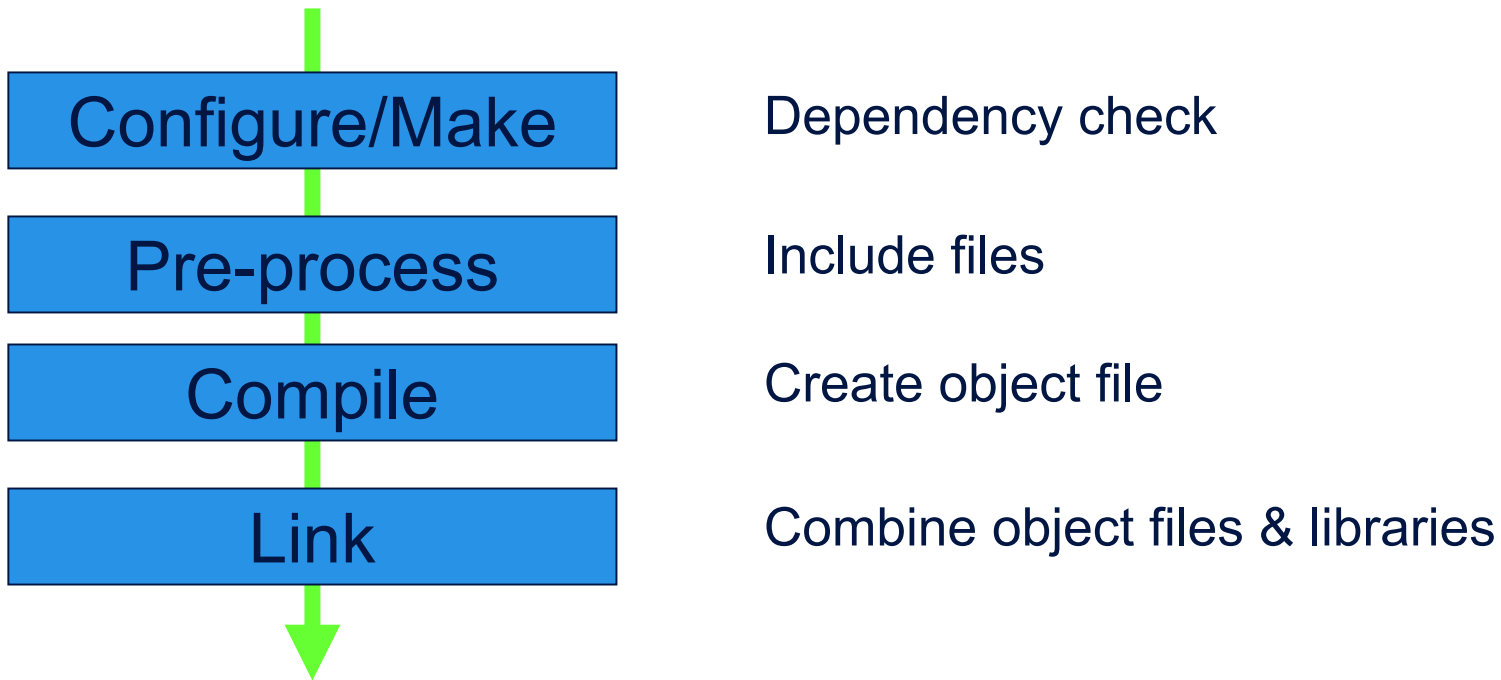 Configure/Make
Dependency check
Pre-process
Include files
Compile
Create object file
Link
Combine object files & libraries